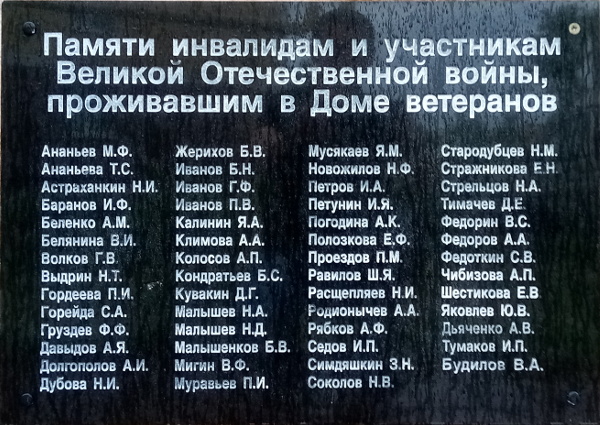 Памяти инвалидам и участникам
Великой Отечественной войны,
проживавшим в Доме ветеранов
Ананьев М.Ф.
Ананьева Т.С.
Астраханкин Н.И.
Баранов И.Ф.
Беленко А.М.
Белянина В.И.
Волков Г.В.
Выдрин Н.Т.
Гордеева П.И.
Горейда С.А.
Груздев Ф.Ф.
Давыдов А.Я.
Долгополов А.И.
Дубова Н.И.
Жерихов Б.В.
Иванов Б.Н.
Иванов Г.Ф.
Иванов П.В.
Калинин Я.А.
Климова А.А.
Колосов А.П.
Кондратьев Б.С.
Кувакин Д.Г.
Малышев Н.А.
Малышев Н.Д.
Малышенков Б.В.
Мигин В.Ф.
Муравьев П.И.
Мусякаев Я.М.
Новожилов Н.Ф.
Петров И.А.
Петунин И.Я.
Погодина А.К.
Полозкова Е.Ф.
Проездов П.М.
Равилов Ш.Я.
Расщепляев Н.И.
Родионычев А.А.
Рябков А.Ф.
Седов И.П.
Симдяшкин З.Н.
Соколов Н.В.
Стародубцев Н.М.
Стражникова Е.Н.
Стрельцов Н.А.
Тимачев Д.Е.
Федорин В.С.
Федоров А.А.
Федоткин С.В.
Чибизова А.П.
Шестикова Е.В.
Яковлев Ю.В.
Дьяченко А.В.
Тумаков И.П.
Будилов В.А.